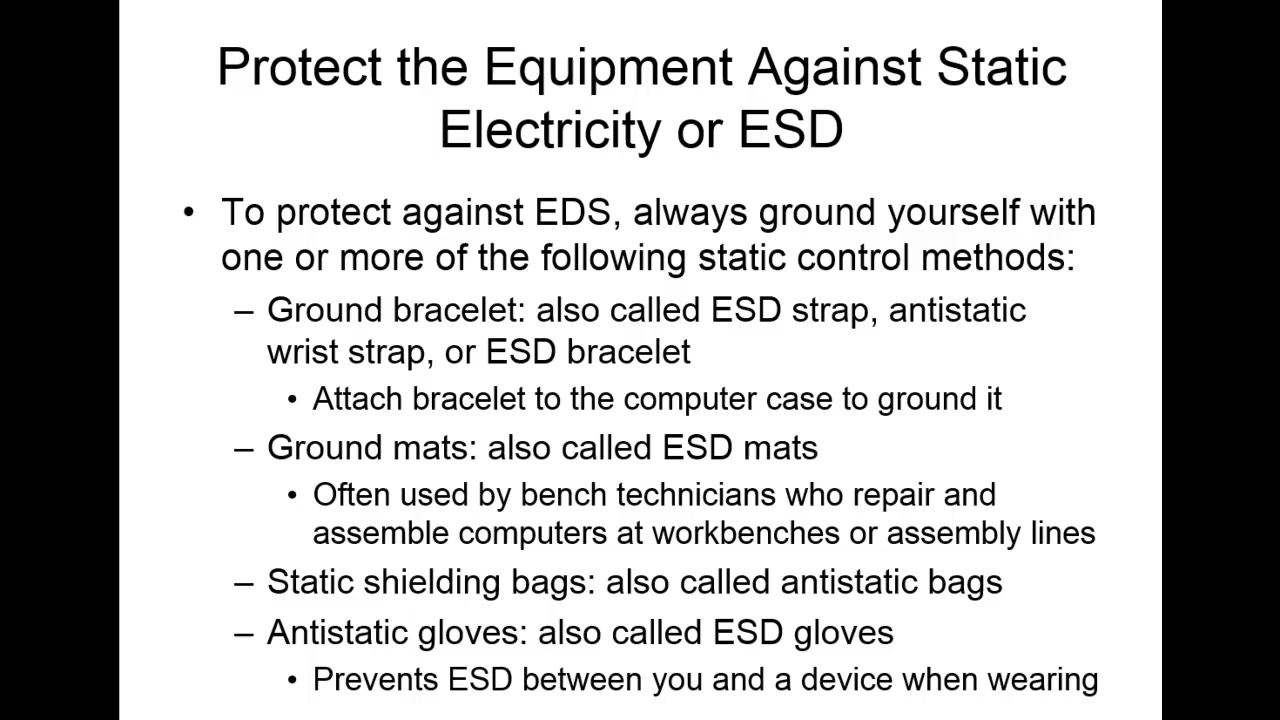 Protect the Equipment Against Static
Electricity or ESD
• To protect against EDS, always ground yourself with
one or more of the following static control methods:
– Ground bracelet: also called ESD strap, antistatic
wrist strap, or ESD bracelet
• Attach bracelet to the computer case to ground it
– Ground mats: also called ESD mats
• Often used by bench technicians who repair and
assemble computers at workbenches or assembly lines
– Static shielding bags: also called antistatic bags
– Antistatic gloves: also called ESD gloves
• Prevents ESD between you and a device when wearing